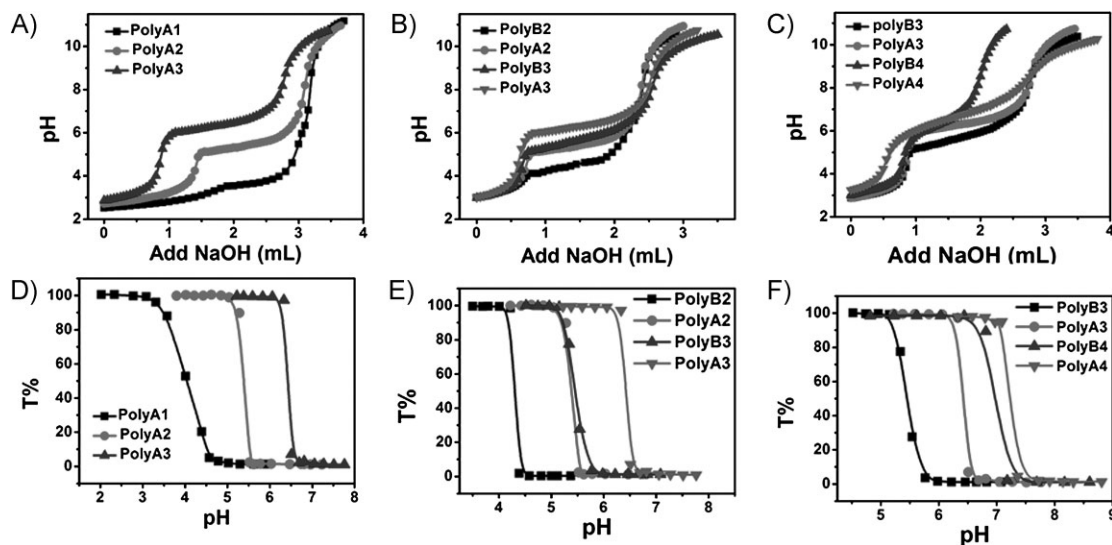 A)
PolyA1
PolyA2
PolyA3
pH
10
8
6
4
2
0 1 2 3 4
Add NaOH (mL)
B)
PolyB2
PolyA2
PolyB3
PolyA3
pH
10
8
6
4
2
0 1 2 3
Add NaOH (mL)
C)
polyB3
PolyA3
PolyB4
PolyA4
pH
10
8
6
4
2
0 1 2 3 4
Add NaOH (mL)
D)
T%
100
80
60
40
20
0
PolyA1
PolyA2
PolyA3
2 3 4 5 6 7 8
pH
E)
T%
100
80
60
40
20
0
PolyB2
PolyA2
PolyB3
PolyA3
4 5 6 7 8
pH
F)
T%
100
80
60
40
20
0
PolyB3
PolyA3
PolyB4
PolyA4
5 6 7 8 9
pH